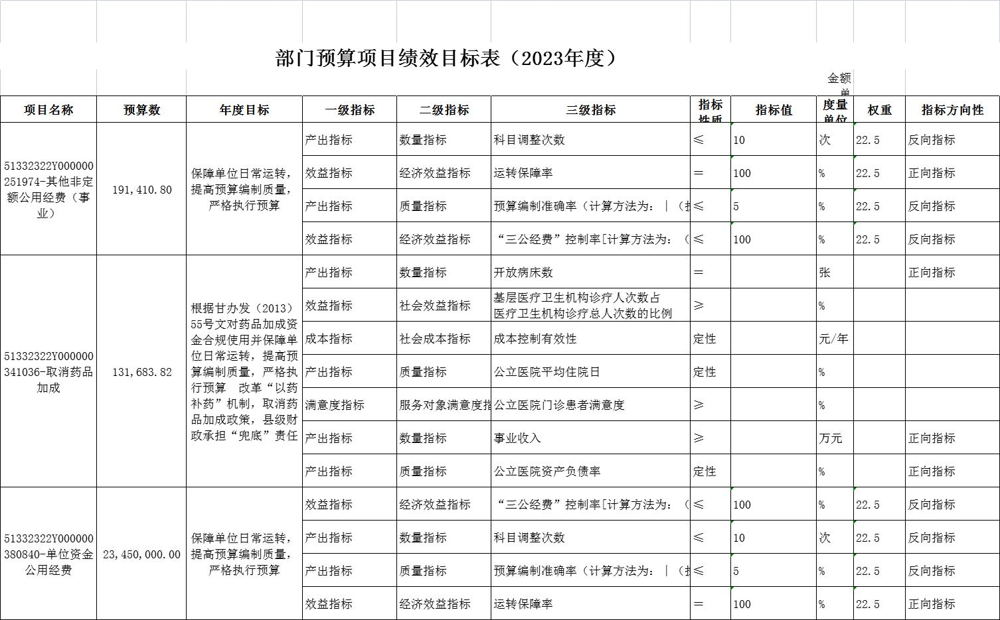 部门预算项目绩效目标表（2023年度）
金额
单
项目名称 预算数 年度目标 一级指标 二级指标 三级指标 指标性质 指标值 度量单位 权重 指标方向性
51332322Y000000
251974-其他非定
额公用经费（事
业）
191,410.80
保障单位日常运转，
提高预算编制质量，
严格执行预算
产出指标 数量指标 科目调整次数 ≤ 10 次 22.5 反向指标
效益指标 经济效益指标 运转保障率 ＝ 100 % 22.5 正向指标
产出指标 质量指标 预算编制准确率（计算方法为：｜（ ≤ 5 % 22.5 反向指标
效益指标 经济效益指标 “三公经费”控制率[计算方法为：（ ≤ 100 % 22.5 反向指标
51332322Y000000
341036-取消药品
加成
131,683.82
根据甘办发（2013）
55号文对药品加成资
金合规使用并保障单
位日常运转，提高预
算编制质量，严格执
行预算　改革“以药
补药”机制，取消药
品加成政策，县级财
政承担“兜底”责任
产出指标 数量指标 开放病床数 ＝ 张 正向指标
效益指标 社会效益指标 基层医疗卫生机构诊疗人次数占
医疗卫生机构诊疗总人次数的比例 ≥ %
成本指标 社会成本指标 成本控制有效性 定性 元/年
产出指标 质量指标 公立医院平均住院日 定性 %
满意度指标 服务对象满意度指 公立医院门诊患者满意度 ≥ %
产出指标 数量指标 事业收入 ≥ 万元 正向指标
产出指标 质量指标 公立医院资产负债率 定性 % 正向指标
51332322Y000000
380840-单位资金
公用经费
23,450,000.00
保障单位日常运转，
提高预算编制质量，
严格执行预算
效益指标 经济效益指标 “三公经费”控制率[计算方法为：（ ≤ 100 % 22.5 反向指标
产出指标 数量指标 科目调整次数 ≤ 10 次 22.5 反向指标
产出指标 质量指标 预算编制准确率（计算方法为：｜（ ≤ 5 % 22.5 反向指标
效益指标 经济效益指标 运转保障率 ＝ 100 % 22.5 正向指标